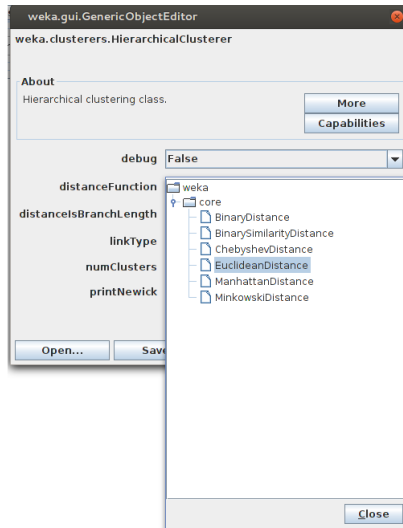 weka.gui.GenericObjectEditor
weka.clusterers.HierarchicalClusterer
About
Hierarchical clustering class.
More
Capabilities
debug False
distanceFunction
distanceIsBranchLength
linkType
numClusters
printNewick
weka
core
BinaryDistance
BinarySimilarityDistance
ChebyshevDistance
EuclideanDistance
ManhattanDistance
MinkowskiDistance
Open... Sav
Close